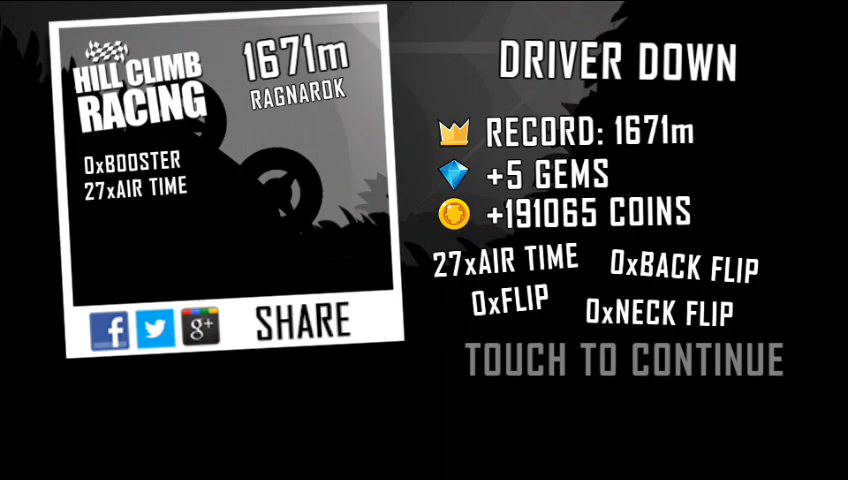 HILL CLIMB
RACING
1671m
RAGNAROK
0xBOOSTER
27xAIR TIME
f
g+
SHARE
DRIVER DOWN
RECORD: 1671m
+5 GEMS
+191065 COINS
27xAIR TIME
0xBACK FLIP
0xFLIP
0xNECK FLIP
TOUCH TO CONTINUE